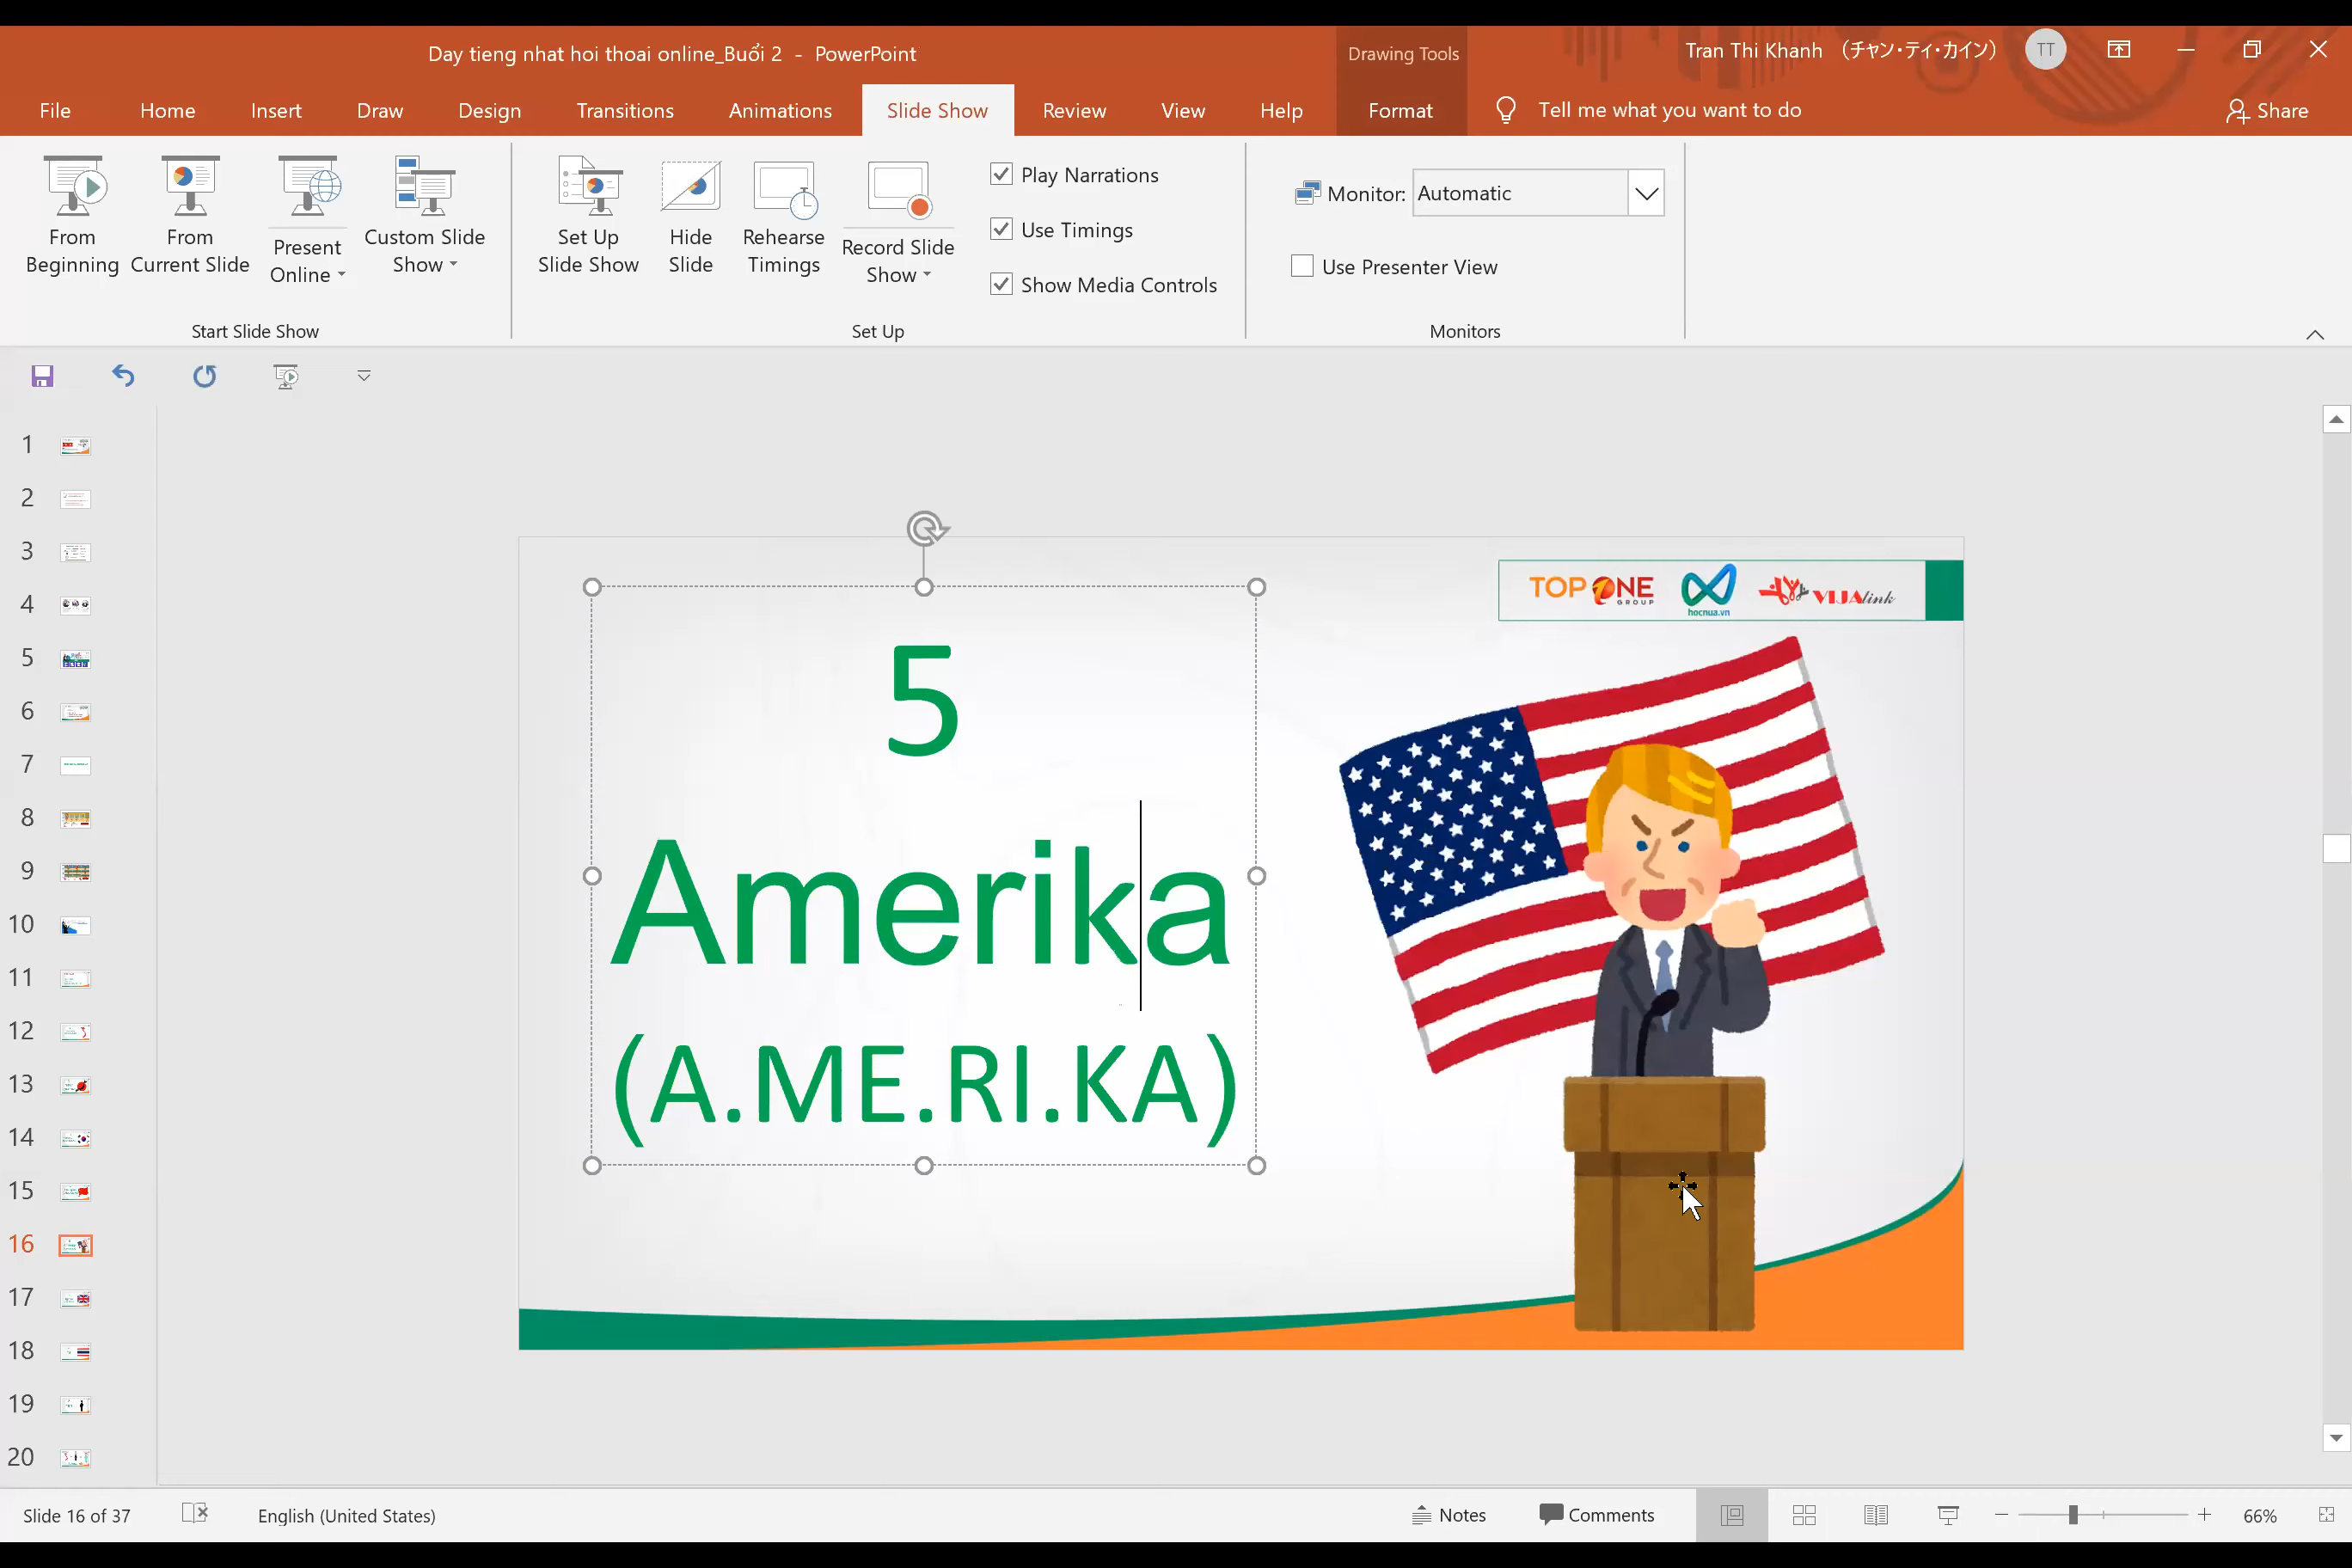 Day tieng nhat hoi thoai online_Buổi 2 - PowerPoint
Drawing Tools
Tran Thi Khanh （チャン・ティ・カイン）
TT
File
Home
Insert
Draw
Design
Transitions
Animations
Slide Show
Review
View
Help
Format
Tell me what you want to do
Share
From Beginning
From Current Slide
Present Online
Custom Slide Show
Set Up Slide Show
Hide Slide
Rehearse Timings
Record Slide Show
Play Narrations
Use Timings
Show Media Controls
Monitor: Automatic
Use Presenter View
Start Slide Show
Set Up
Monitors
1
2
3
4
5
6
7
8
9
10
11
12
13
14
15
16
17
18
19
20
TOP ONE
GROUP
hocnua.vn
VIJAlink
5
Amerika
(A.ME.RI.KA)
Slide 16 of 37
English (United States)
Notes
Comments
66%